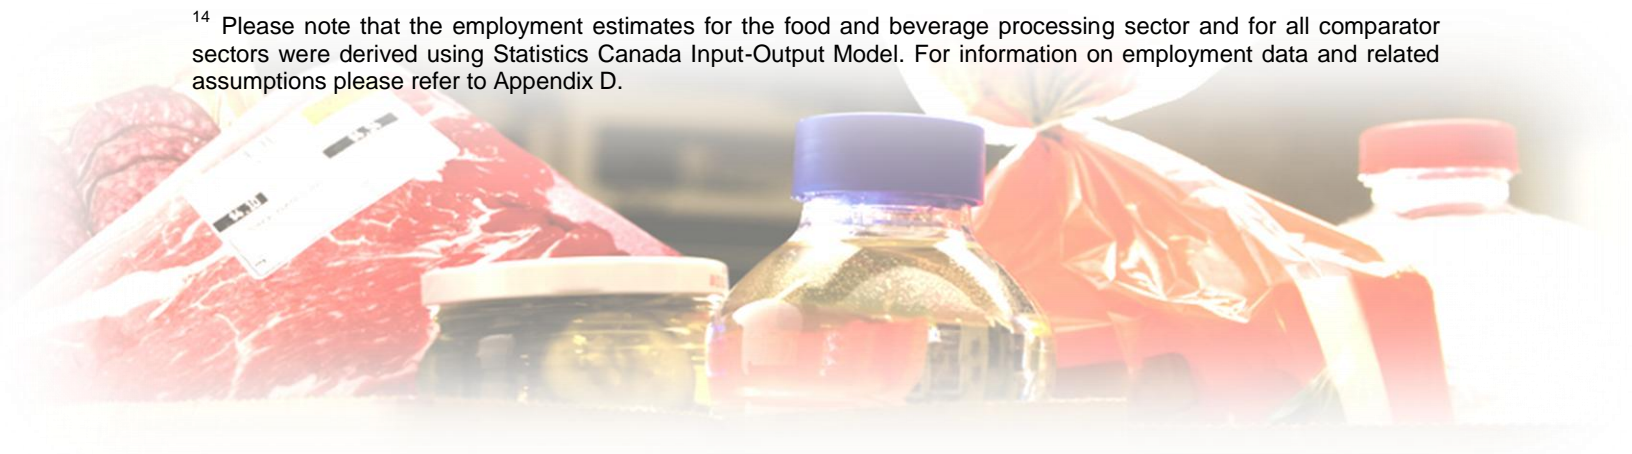 14 Please note that the employment estimates for the food and beverage processing sector and for all comparator
sectors were derived using Statistics Canada Input-Output Model. For information on employment data and related
assumptions please refer to Appendix D.